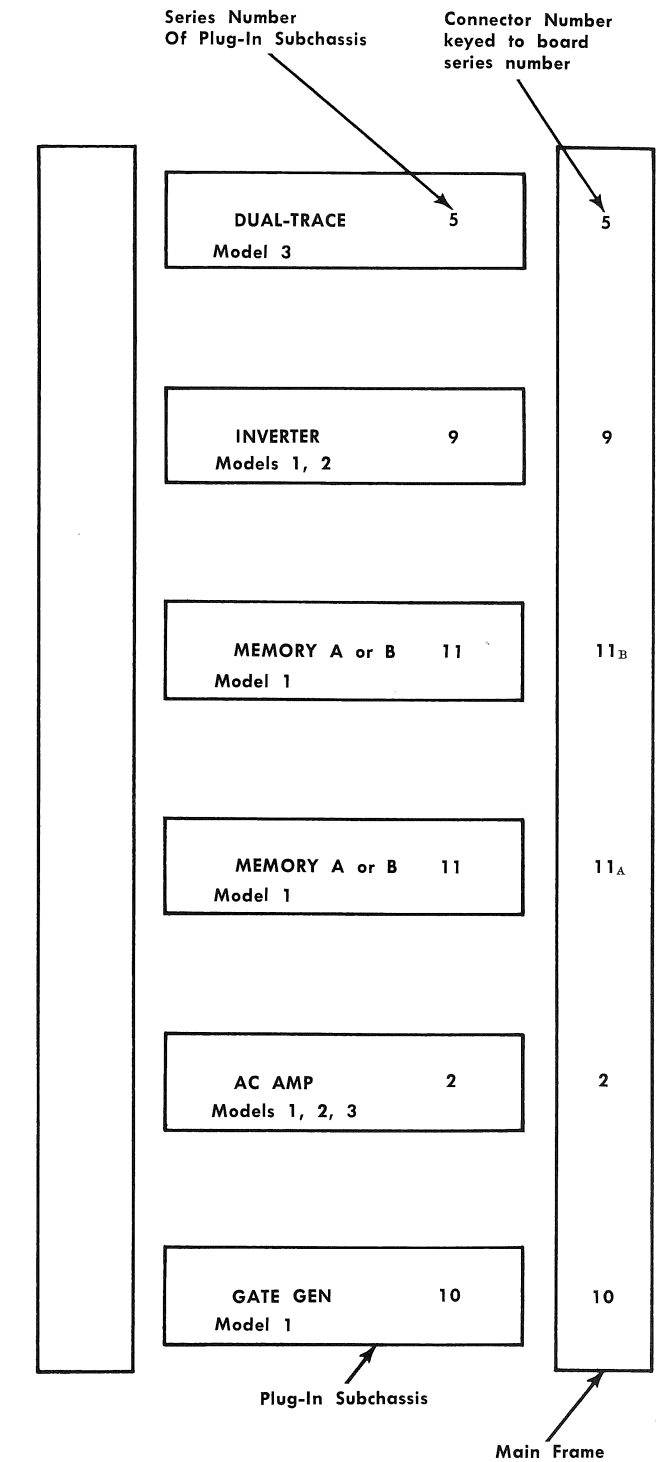 Series Number
Of Plug-In Subchassis
Connector Number
keyed to board
series number
DUAL-TRACE 5
Model 3
5
INVERTER 9
Models 1, 2
9
MEMORY A or B 11
Model 1
11B
MEMORY A or B 11
Model 1
11A
AC AMP 2
Models 1, 2, 3
2
GATE GEN 10
Model 1
10
Plug-In Subchassis
Main Frame